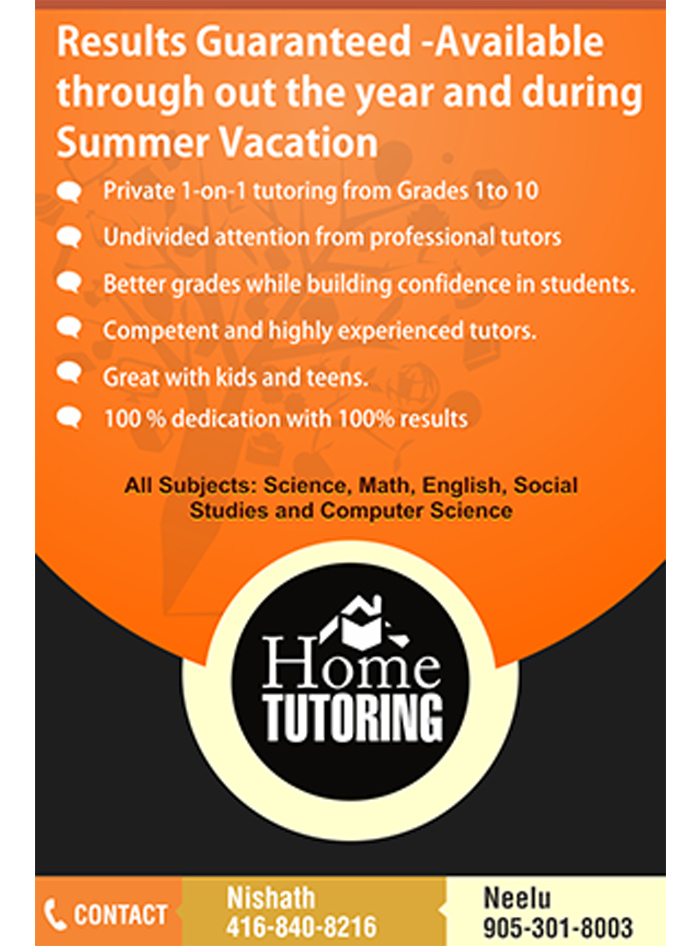 Results Guaranteed -Available
through out the year and during
Summer Vacation
Private 1-on-1 tutoring from Grades 1to 10
Undivided attention from professional tutors
Better grades while building confidence in students.
Competent and highly experienced tutors.
Great with kids and teens.
100 % dedication with 100% results
All Subjects: Science, Math, English, Social
Studies and Computer Science
Home
TUTORING
CONTACT
Nishath
416-840-8216
Neelu
905-301-8003